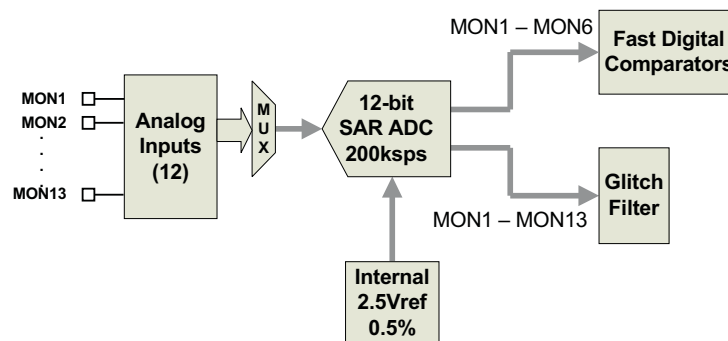 MON1 – MON6
Fast Digital
Comparators
MON1
MON2
.
.
.
MON13
Analog
Inputs
(12)
MUX
12-bit
SAR ADC
200ksps
MON1 – MON13
Glitch
Filter
Internal
2.5Vref
0.5%